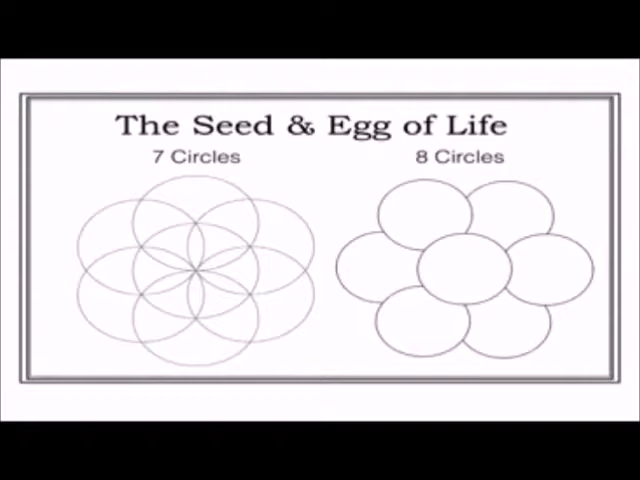 The Seed & Egg of Life
7 Circles
8 Circles